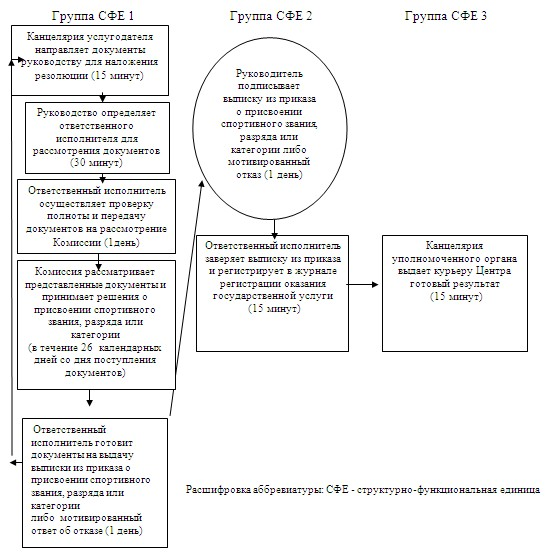 Группа СФЕ 1
Группа СФЕ 2
Группа СФЕ 3
Канцелярия услугодателя
направляет документы
руководству для наложения
резолюции (15 минут)
Руководство определяет
ответственного
исполнителя для
рассмотрения документов
(30 минут)
Ответственный исполнитель
осуществляет проверку
полноты и передачу
документов на рассмотрение
Комиссии (1день)
Комиссия рассматривает
представленные документы и
принимает решения о
присвоении спортивного
звания, разряда или
категории
(в течение 26 календарных
дней со дня поступления
документов)
Ответственный
исполнитель готовит
документы на выдачу
выписки из приказа о
присвоении спортивного
звания, разряда или
категории
либо мотивированный
ответ об отказе (1 день)
Руководитель
подписывает
выписку из приказа
о присвоении
спортивного звания,
разряда или
категории либо
мотивированный
отказ (1 день)
Ответственный исполнитель
заверяет выписку из приказа
и регистрирует в журнале
регистрации оказания
государственной услуги
(15 минут)
Канцелярия
уполномоченного органа
выдает курьеру Центра
готовый результат
(15 минут)
Расшифровка аббревиатуры: СФЕ - структурно-функциональная единица